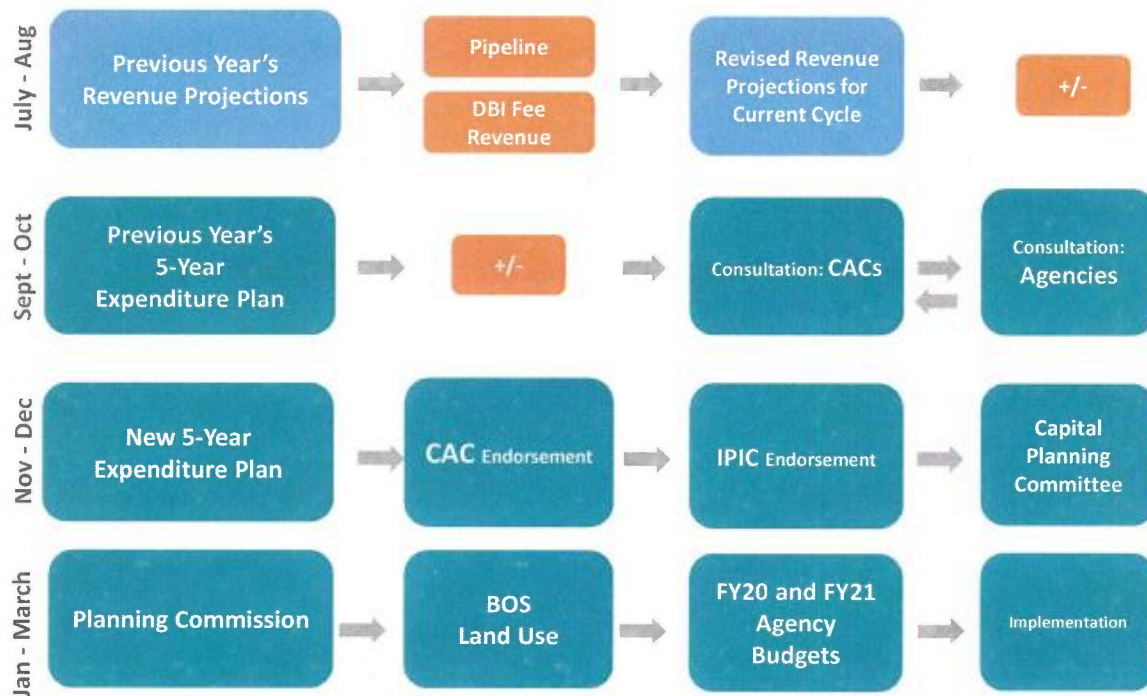 July - Aug
Previous Year's
Revenue Projections
Pipeline
DBI Fee
Revenue
Revised Revenue
Projections for
Current Cycle
+/-
Sept - Oct
Previous Year's
5-Year
Expenditure Plan
+/-
Consultation: CACs
Consultation:
Agencies
Nov - Dec
New 5-Year
Expenditure Plan
CAC Endorsement
IPIC Endorsement
Capital
Planning
Committee
Jan - March
Planning Commission
BOS
Land Use
FY20 and FY21
Agency
Budgets
Implementation